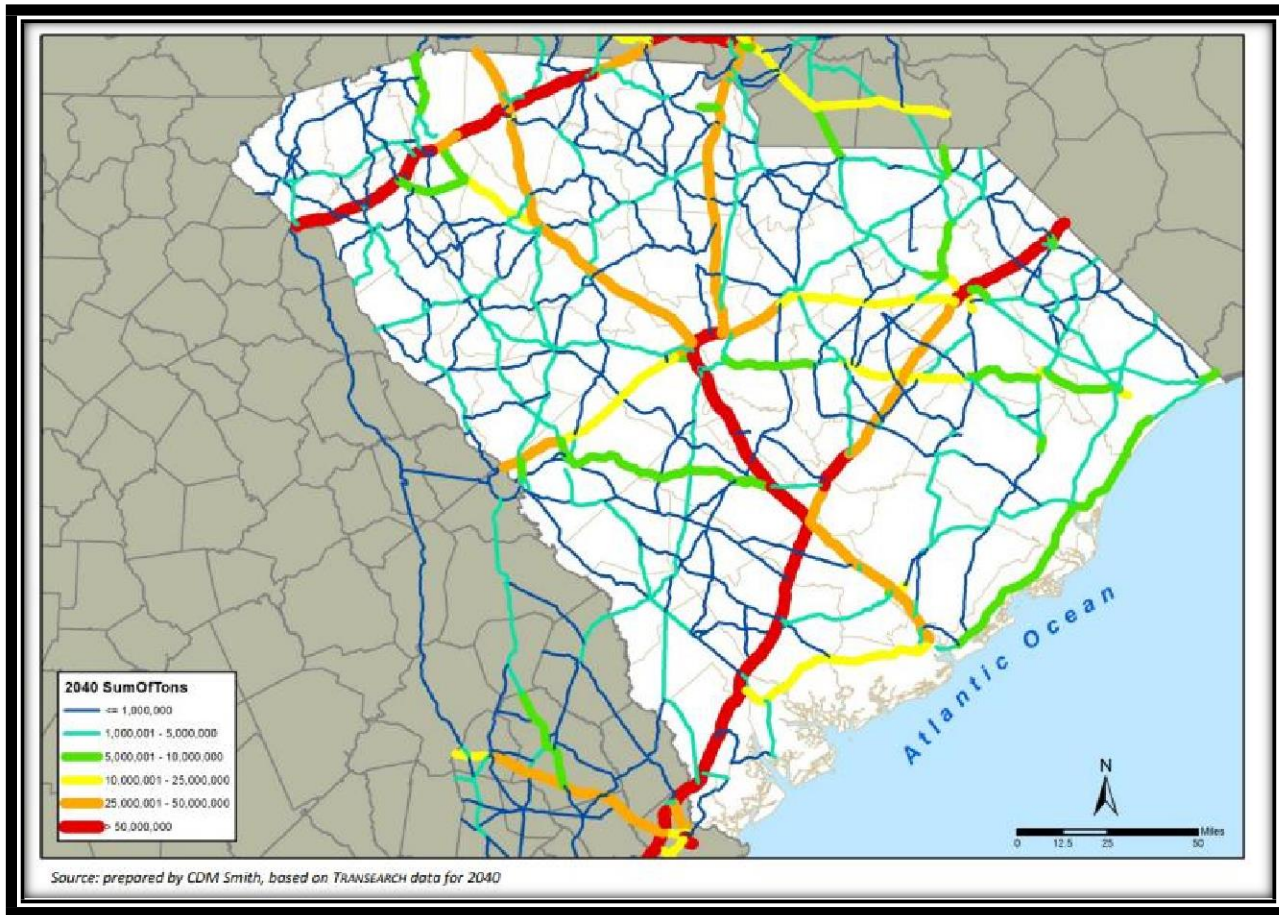 Atlantic Ocean
2040 SumOfTons
<= 1,000,000
1,000,001 - 5,000,000
5,000,001 - 10,000,000
10,000,001 - 25,000,000
25,000,001 - 50,000,000
> 50,000,000
N
Miles
0 12.5 25 50
Source: prepared by CDM Smith, based on TRANSEARCH data for 2040